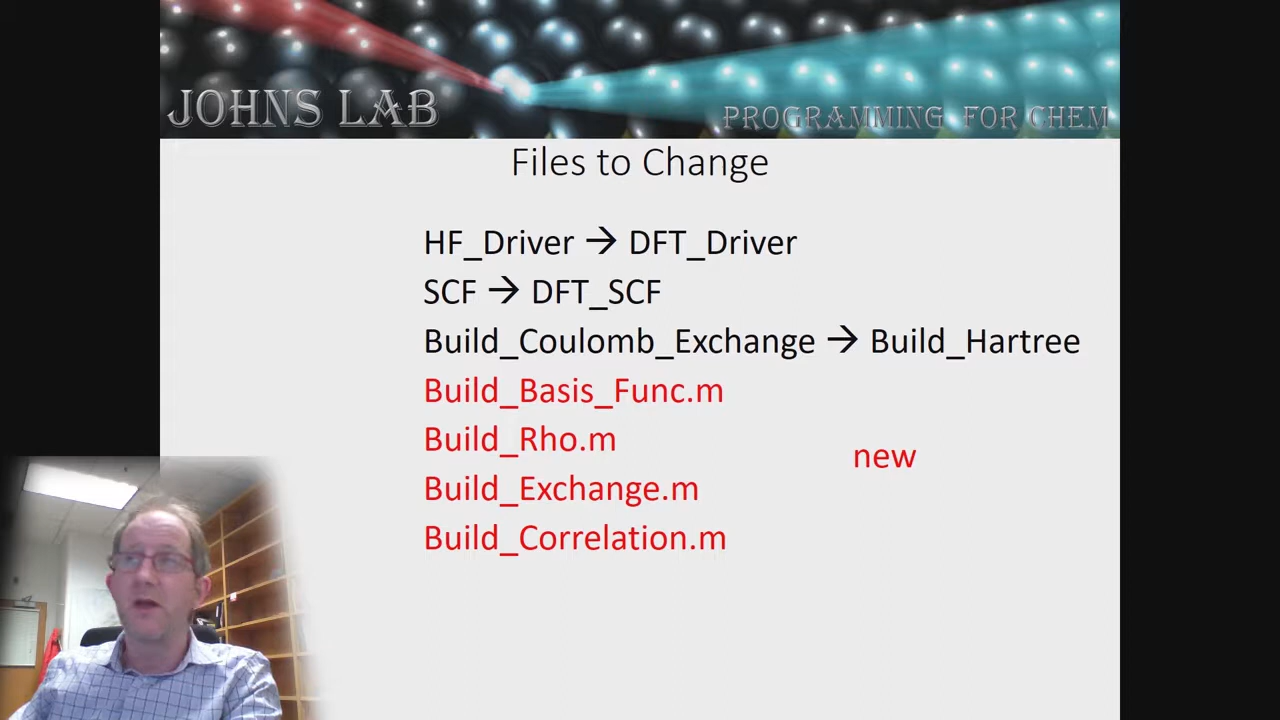 JOHNS LAB
PROGRAMMING FOR CHEM
Files to Change
HF_Driver → DFT_Driver
SCF → DFT_SCF
Build_Coulomb_Exchange → Build_Hartree
Build_Basis_Func.m
Build_Rho.m
new
Build_Exchange.m
Build_Correlation.m